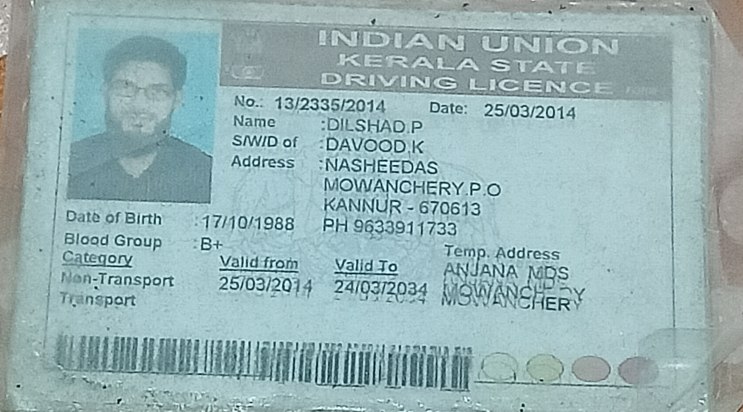 INDIAN UNION
KERALA STATE
DRIVING LICENCE
No.: 13/2335/2014 Date: 25/03/2014
Name :DILSHAD.P
S/W/D of :DAVOOD.K
Address :NASHEEDAS
MOWANCHERY.P.O
KANNUR - 670613
Date of Birth :17/10/1988 PH 9633911733
Blood Group :B+
Temp. Address
Category Valid from Valid To ANJANA MDS
Non-Transport 25/03/2014 24/03/2034 MOWANCHERY
Transport MOWANCHERY